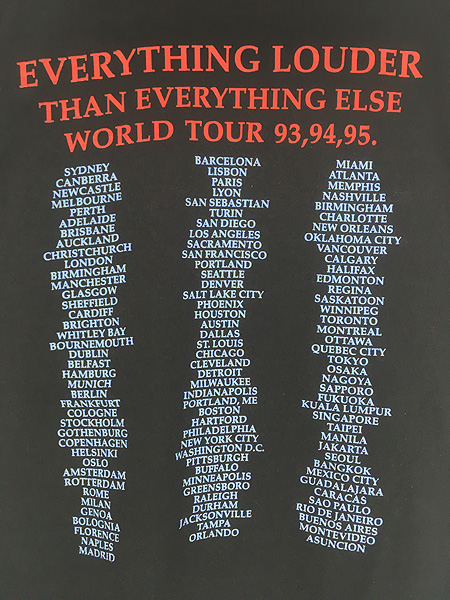 EVERYTHING LOUDER
THAN EVERYTHING ELSE
WORLD TOUR 93,94,95.
SYDNEY
CANBERRA
NEWCASTLE
MELBOURNE
PERTH
ADELAIDE
BRISBANE
AUCKLAND
CHRISTCHURCH
LONDON
BIRMINGHAM
MANCHESTER
GLASGOW
SHEFFIELD
CARDIFF
BRIGHTON
WHITLEY BAY
BOURNEMOUTH
DUBLIN
BELFAST
HAMBURG
MUNICH
BERLIN
FRANKFURT
COLOGNE
STOCKHOLM
GOTHENBURG
COPENHAGEN
HELSINKI
OSLO
AMSTERDAM
ROTTERDAM
ROME
MILAN
GENOA
BOLOGNIA
FLORENCE
NAPLES
MADRID
BARCELONA
LISBON
PARIS
LYON
SAN SEBASTIAN
TURIN
SAN DIEGO
LOS ANGELES
SACRAMENTO
SAN FRANCISCO
PORTLAND
SEATTLE
DENVER
SALT LAKE CITY
PHOENIX
HOUSTON
AUSTIN
DALLAS
ST. LOUIS
CHICAGO
CLEVELAND
DETROIT
MILWAUKEE
INDIANAPOLIS
PORTLAND, ME
BOSTON
HARTFORD
PHILADELPHIA
NEW YORK CITY
WASHINGTON D.C.
PITTSBURGH
BUFFALO
MINNEAPOLIS
GREENSBORO
RALEIGH
DURHAM
JACKSONVILLE
TAMPA
ORLANDO
MIAMI
ATLANTA
MEMPHIS
NASHVILLE
BIRMINGHAM
CHARLOTTE
NEW ORLEANS
OKLAHOMA CITY
VANCOUVER
CALGARY
HALIFAX
EDMONTON
REGINA
SASKATOON
WINNIPEG
TORONTO
MONTREAL
OTTAWA
QUEBEC CITY
TOKYO
OSAKA
NAGOYA
SAPPORO
FUKUOKA
KUALA LUMPUR
SINGAPORE
TAIPEI
MANILA
JAKARTA
SEOUL
BANGKOK
MEXICO CITY
GUADALAJARA
CARACAS
SAO PAULO
RIO DE JANEIRO
BUENOS AIRES
MONTEVIDEO
ASUNCION